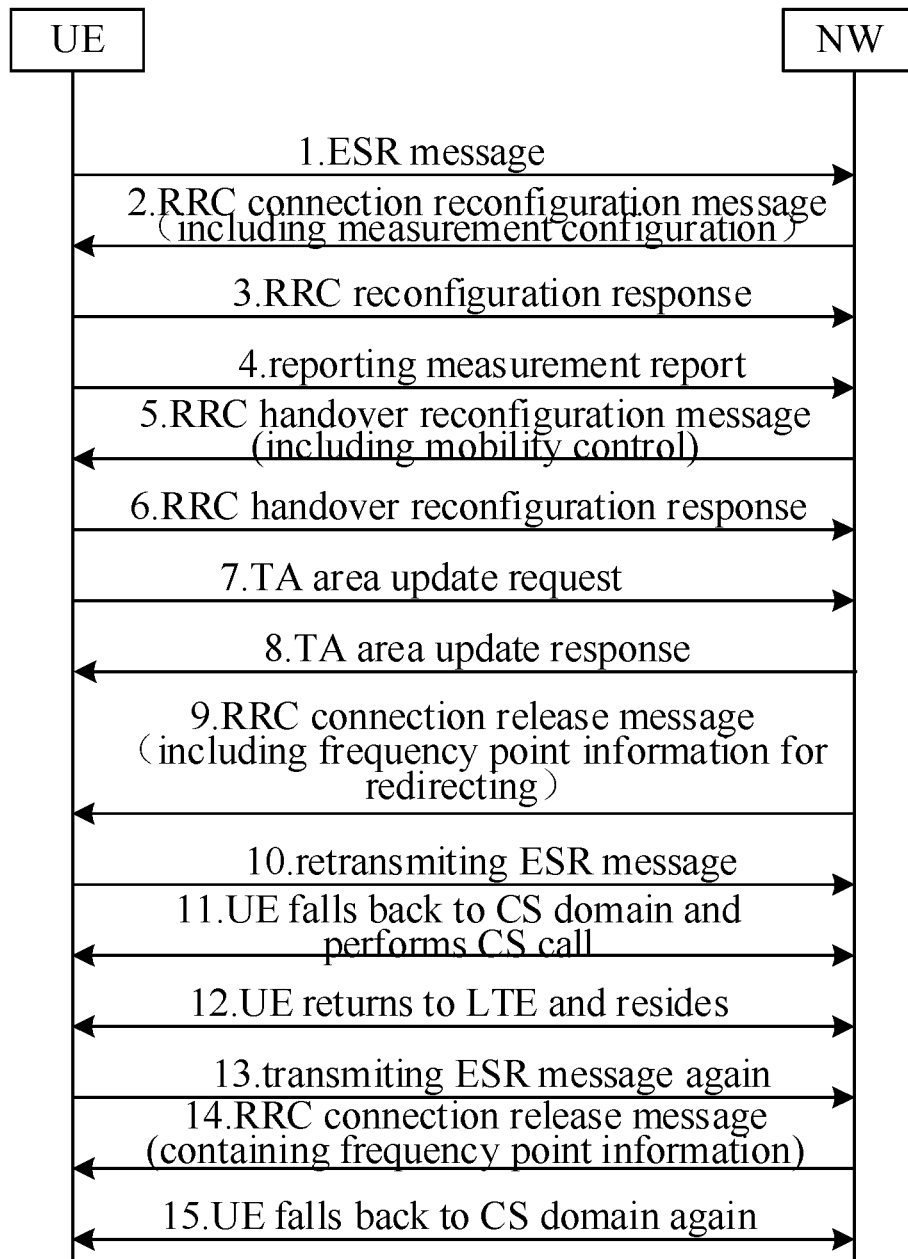 UE
NW
1.ESR message
2.RRC connection reconfiguration message
（including measurement configuration）
3.RRC reconfiguration response
4.reporting measurement report
5.RRC handover reconfiguration message
(including mobility control)
6.RRC handover reconfiguration response
7.TA area update request
8.TA area update response
9.RRC connection release message
（including frequency point information for
redirecting）
10.retransmiting ESR message
11.UE falls back to CS domain and
performs CS call
12.UE returns to LTE and resides
13.transmiting ESR message again
14.RRC connection release message
(containing frequency point information)
15.UE falls back to CS domain again